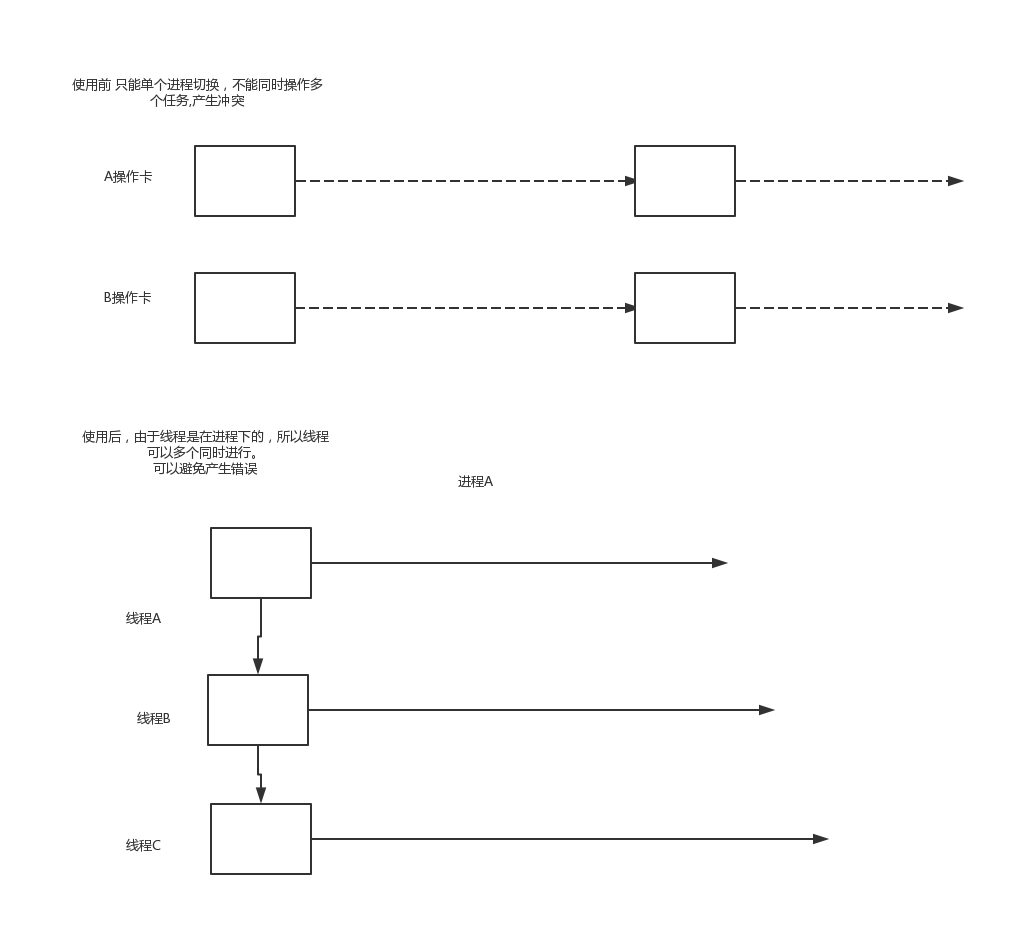 使用前 只能单个进程切换，不能同时操作多
个任务,产生冲突
A操作卡
B操作卡
使用后，由于线程是在进程下的，所以线程
可以多个同时进行。
可以避免产生错误
进程A
线程A
线程B
线程C